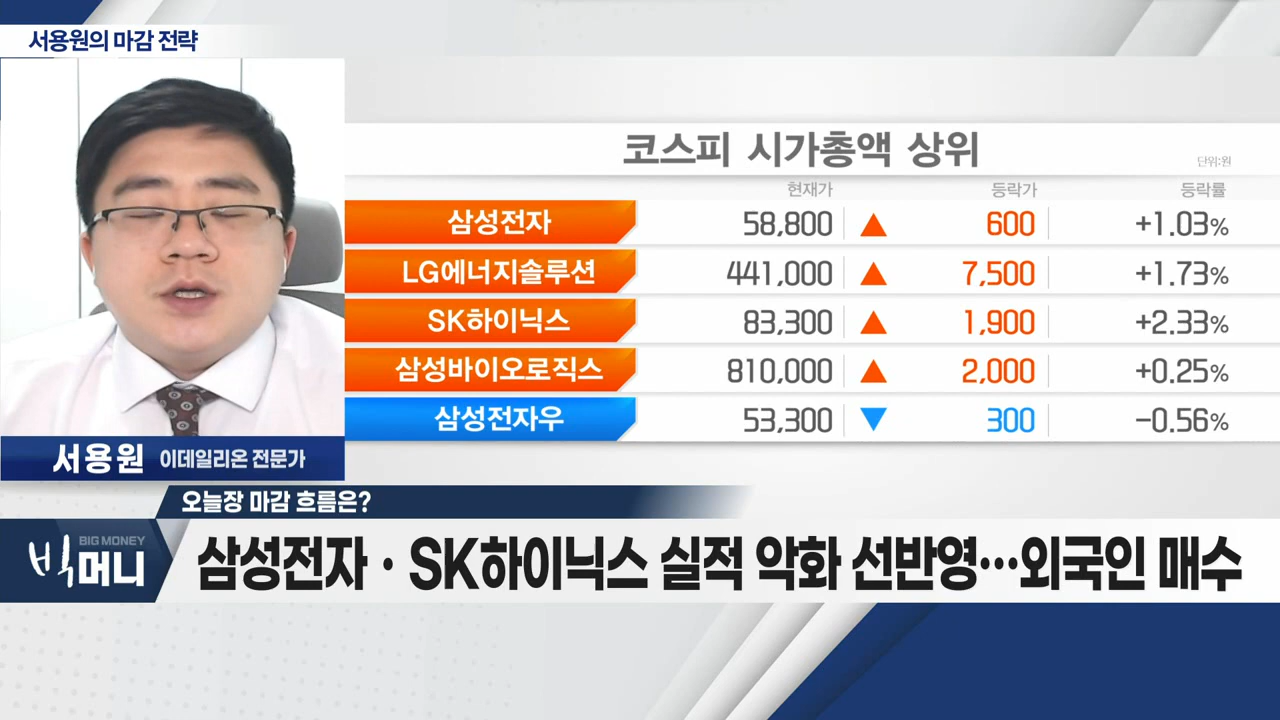 서용원의 마감 전략
코스피 시가총액 상위
단위:원
현재가 등락가 등락률
삼성전자 58,800 ▲ 600 +1.03%
LG에너지솔루션 441,000 ▲ 7,500 +1.73%
SK하이닉스 83,300 ▲ 1,900 +2.33%
삼성바이오로직스 810,000 ▲ 2,000 +0.25%
삼성전자우 53,300 ▼ 300 -0.56%
서용원 이데일리온 전문가
오늘장 마감 흐름은?
BIG MONEY
빅머니
삼성전자·SK하이닉스 실적 악화 선반영…외국인 매수